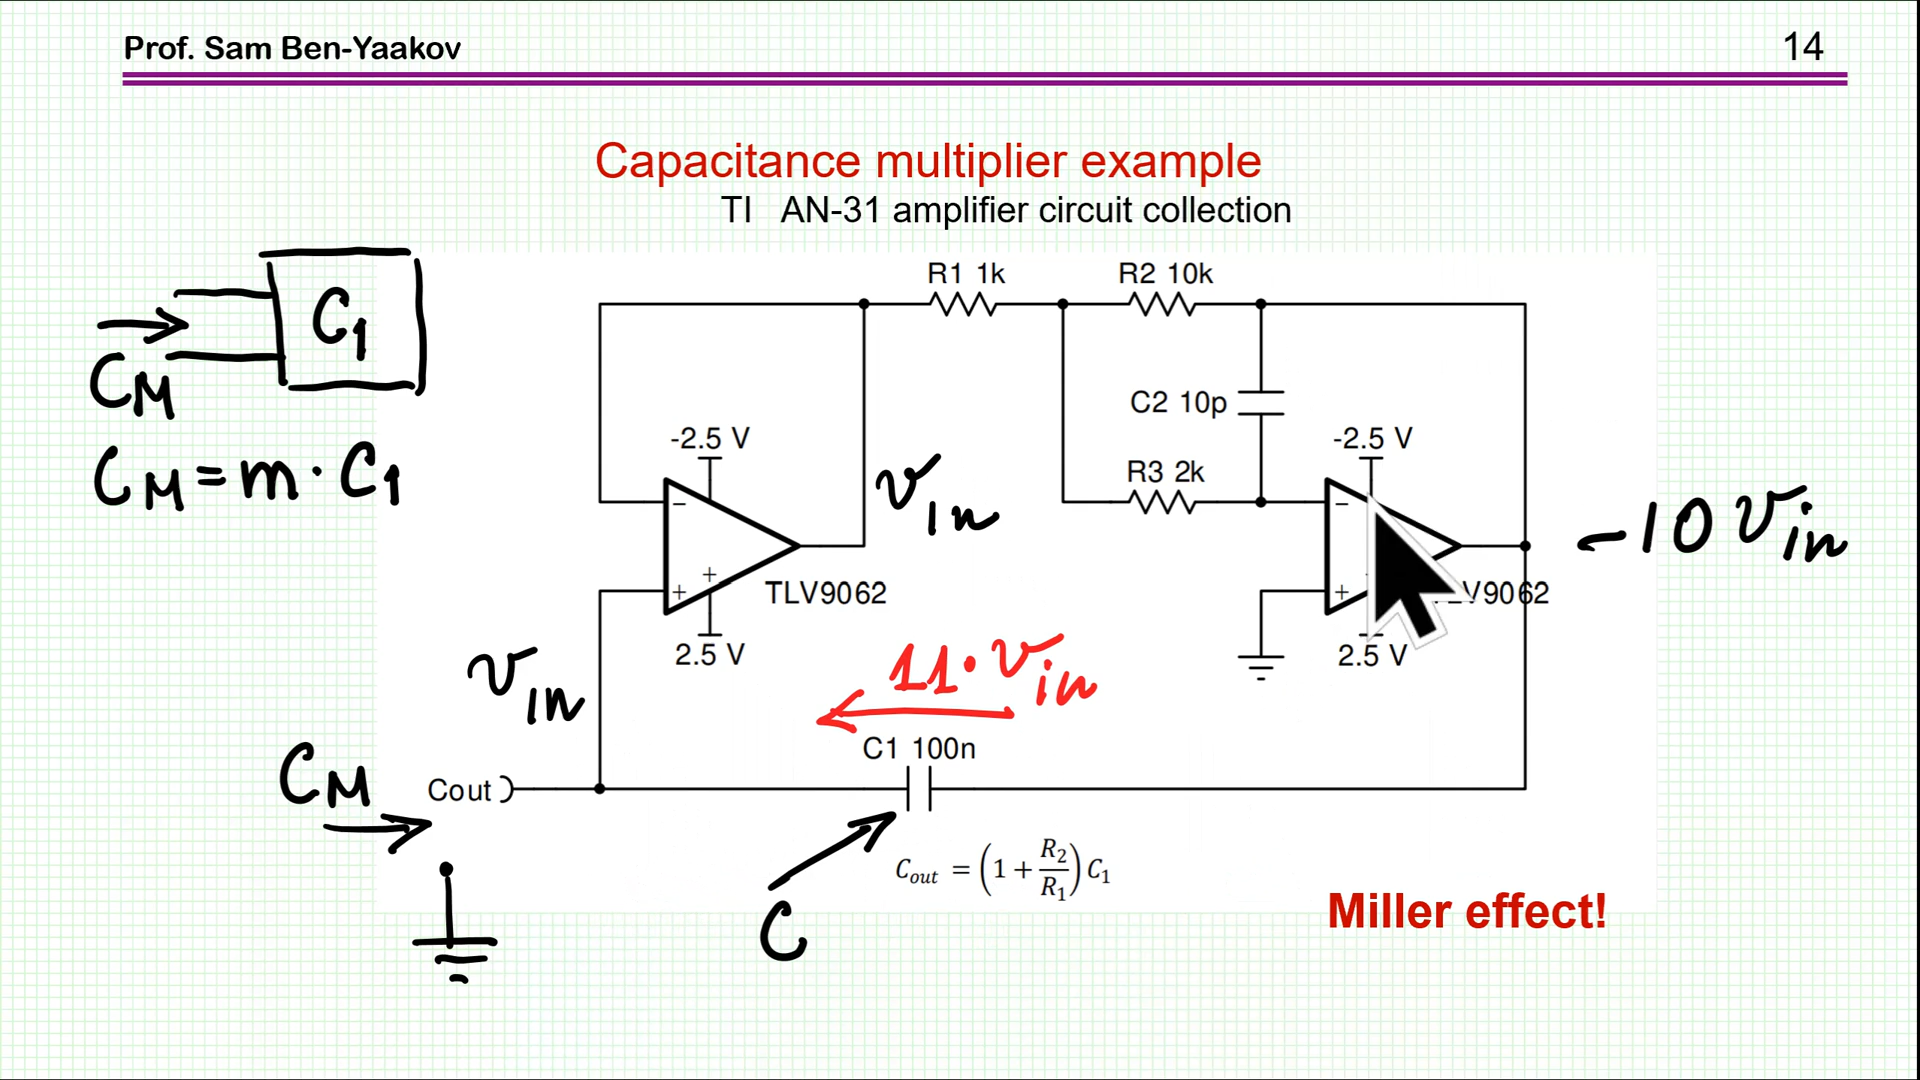 Prof. Sam Ben-Yaakov
14
Capacitance multiplier example
TI AN-31 amplifier circuit collection
R1 1k
R2 10k
C1
CM
CM = m · C1
C2 10p
-2.5 V
-2.5 V
R3 2k
−
+
+
TLV9062
2.5 V
vin
−
+
V9062
2.5 V
-10 vin
vin
11· vin
C1 100n
CM
Cout
C
Cout = (1 + R2/R1) C1
Miller effect!